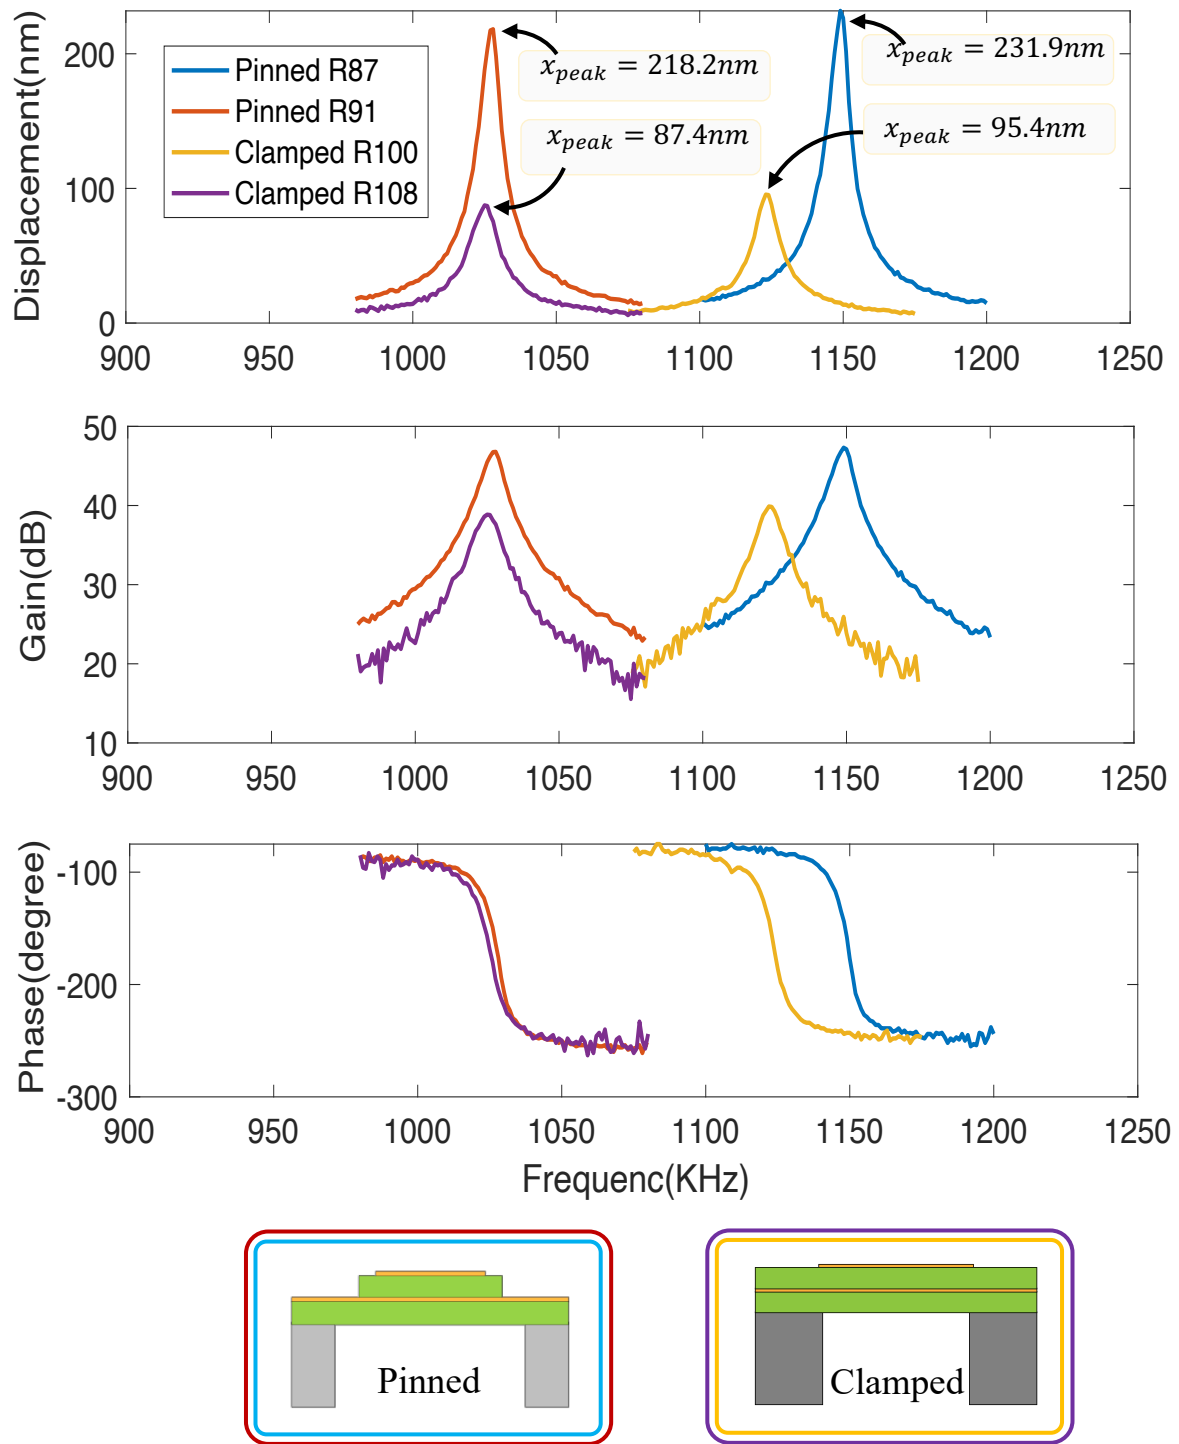 Displacement(nm)
200
100
0
Pinned R87
Pinned R91
Clamped R100
Clamped R108
x_peak = 218.2nm
x_peak = 231.9nm
x_peak = 87.4nm
x_peak = 95.4nm
900 950 1000 1050 1100 1150 1200 1250
Gain(dB)
50
40
30
20
10
900 950 1000 1050 1100 1150 1200 1250
Phase(degree)
-100
-200
-300
900 950 1000 1050 1100 1150 1200 1250
Frequenc(KHz)
Pinned
Clamped